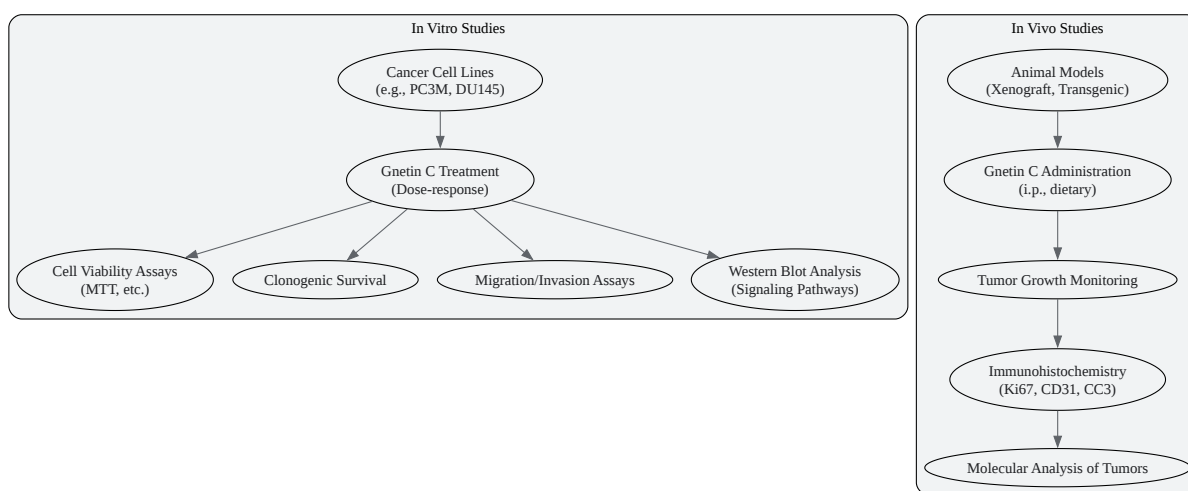 In Vitro Studies
Cancer Cell Lines
(e.g., PC3M, DU145)
Gnetin C Treatment
(Dose-response)
Cell Viability Assays
(MTT, etc.)
Clonogenic Survival
Migration/Invasion Assays
Western Blot Analysis
(Signaling Pathways)
In Vivo Studies
Animal Models
(Xenograft, Transgenic)
Gnetin C Administration
(i.p., dietary)
Tumor Growth Monitoring
Immunohistochemistry
(Ki67, CD31, CC3)
Molecular Analysis of Tumors